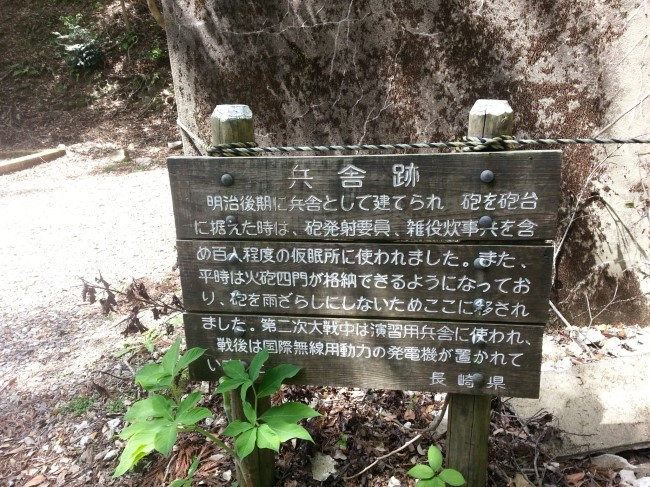 兵舎跡
明治後期に兵舎として建てられ 砲を砲台
に据えた時は、砲発射要員、雑役炊事兵を含
め百人程度の仮眠所に使われました。また、
平時は火砲四門が格納できるようになってお
り、砲を雨ざらしにしないためここに移され
ました。第二次大戦中は演習用兵舎に使われ、
戦後は国際無線用動力の発電機が置かれて
い
長崎県